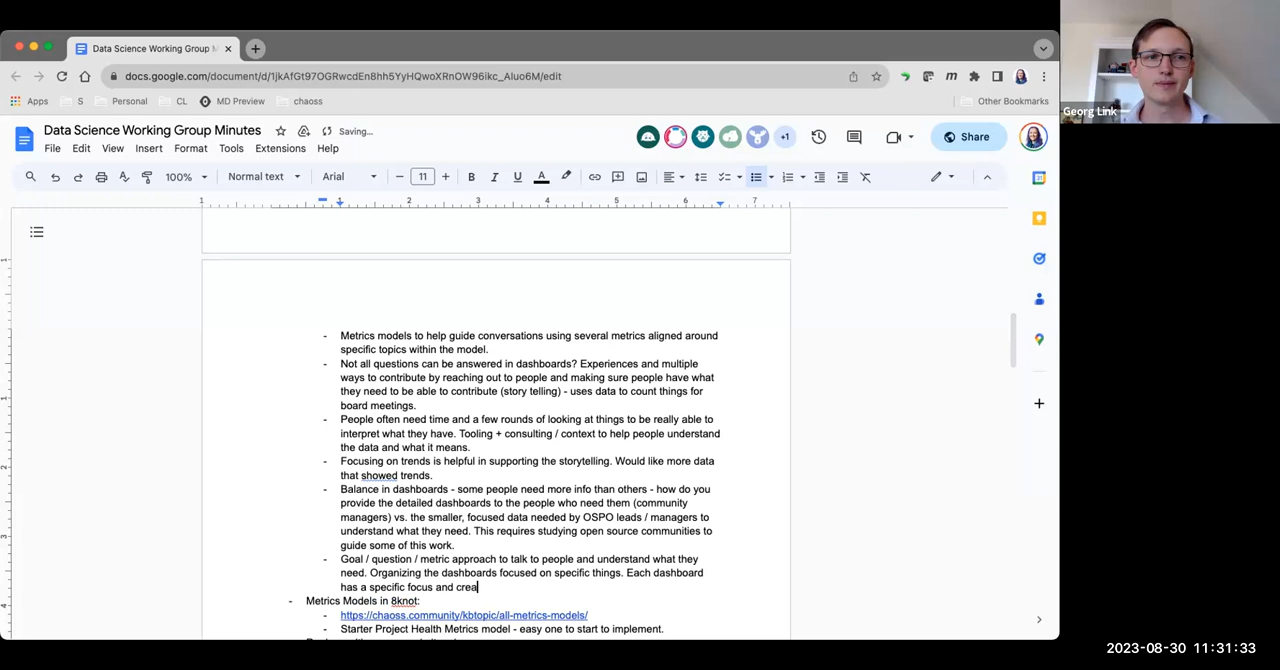 Data Science Working Group M
docs.google.com/document/d/1jkAfGt97OGRwcdEn8hh5YyHQwoXRnOW96ikc_Aluo6M/edit
Apps S Personal CL MD Preview chaoss Other Bookmarks
Georg Link
Data Science Working Group Minutes Saving...
File Edit View Insert Format Tools Extensions Help
+1
Share
100% Normal text Arial 11 B I U A
1 1 2 3 4 5 6 7
- Metrics models to help guide conversations using several metrics aligned around
specific topics within the model.
- Not all questions can be answered in dashboards? Experiences and multiple
ways to contribute by reaching out to people and making sure people have what
they need to be able to contribute (story telling) - uses data to count things for
board meetings.
- People often need time and a few rounds of looking at things to be really able to
interpret what they have. Tooling + consulting / context to help people understand
the data and what it means.
- Focusing on trends is helpful in supporting the storytelling. Would like more data
that showed trends.
- Balance in dashboards - some people need more info than others - how do you
provide the detailed dashboards to the people who need them (community
managers) vs. the smaller, focused data needed by OSPO leads / managers to
understand what they need. This requires studying open source communities to
guide some of this work.
- Goal / question / metric approach to talk to people and understand what they
need. Organizing the dashboards focused on specific things. Each dashboard
has a specific focus and crea
- Metrics Models in 8knot:
- https://chaoss.community/kbtopic/all-metrics-models/
- Starter Project Health Metrics model - easy one to start to implement.
2023-08-30 11:31:33